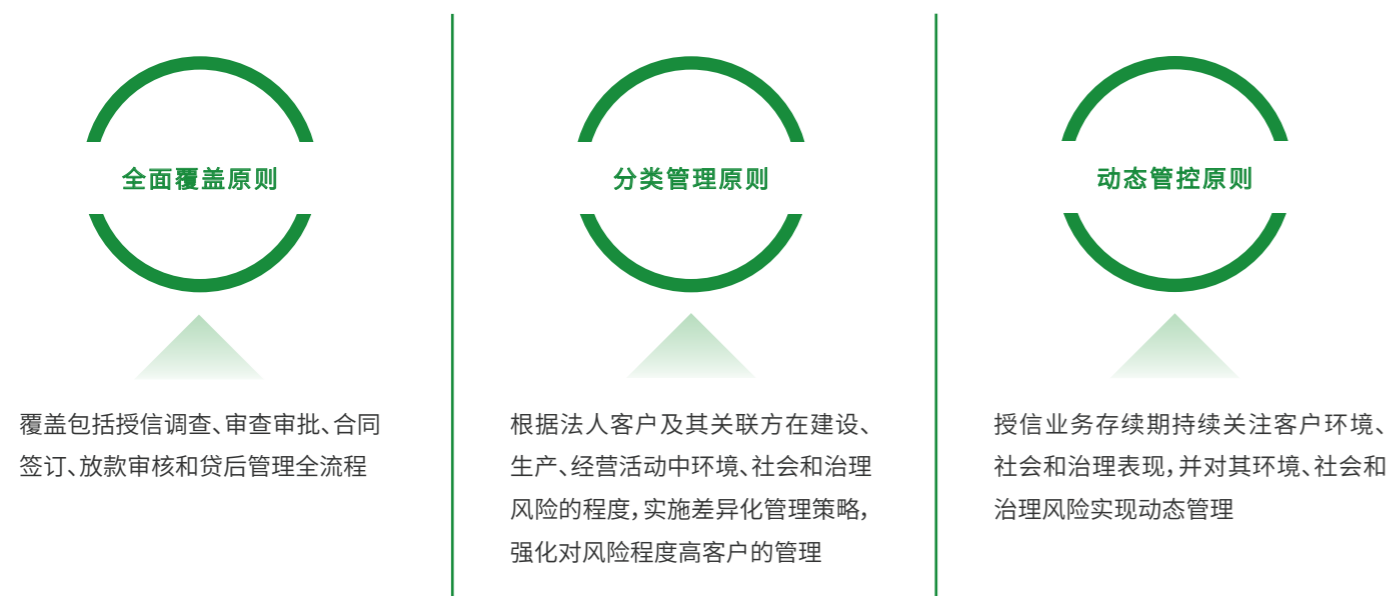 全面覆盖原则
覆盖包括授信调查、审查审批、合同
签订、放款审核和贷后管理全流程
分类管理原则
根据法人客户及其关联方在建设、
生产、经营活动中环境、社会和治理
风险的程度，实施差异化管理策略，
强化对风险程度高客户的管理
动态管控原则
授信业务存续期持续关注客户环境、
社会和治理表现，并对其环境、社会和
治理风险实现动态管理